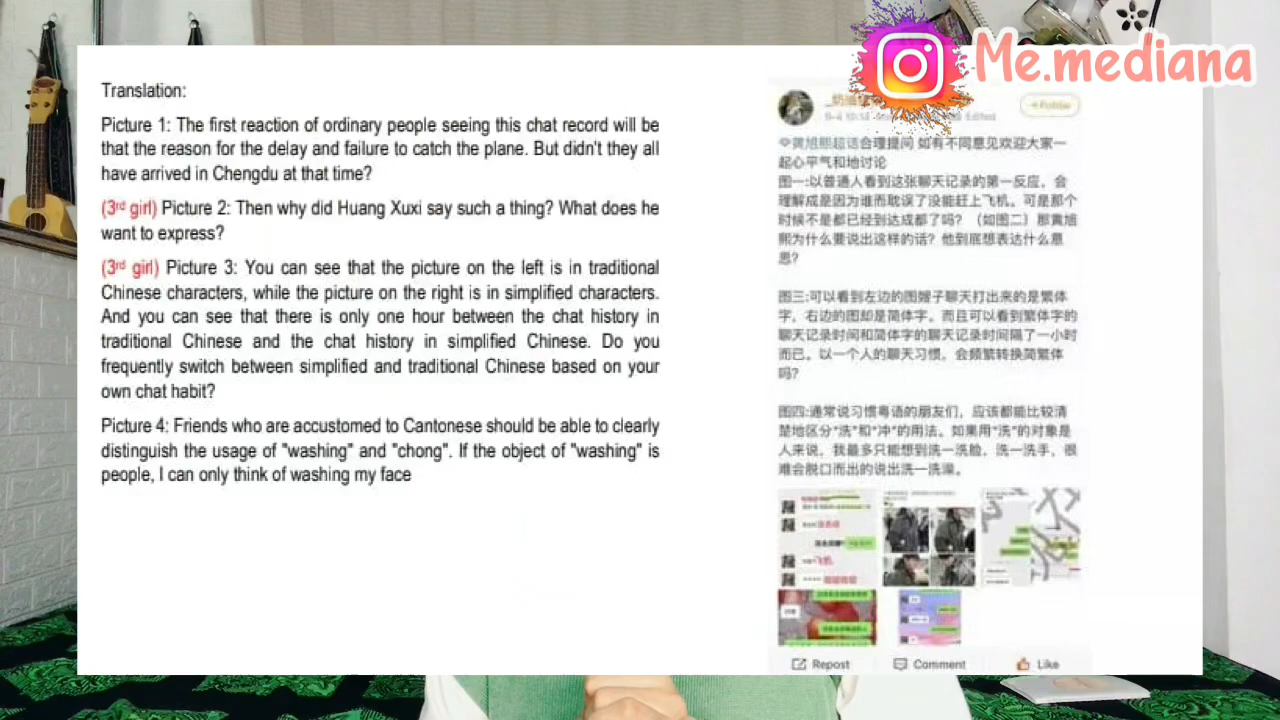 Me.mediana
Translation:
Picture 1: The first reaction of ordinary people seeing this chat record will be
that the reason for the delay and failure to catch the plane. But didn't they all
have arrived in Chengdu at that time?
(3rd girl) Picture 2: Then why did Huang Xuxi say such a thing? What does he
want to express?
(3rd girl) Picture 3: You can see that the picture on the left is in traditional
Chinese characters, while the picture on the right is in simplified characters.
And you can see that there is only one hour between the chat history in
traditional Chinese and the chat history in simplified Chinese. Do you
frequently switch between simplified and traditional Chinese based on your
own chat habit?
Picture 4: Friends who are accustomed to Cantonese should be able to clearly
distinguish the usage of "washing" and "chong". If the object of "washing" is
people, I can only think of washing my face
+Follow
Edited
黄旭熙超话合理提问 如有不同意见欢迎大家一
起心平气和地讨论
图一:以普通人看到这张聊天记录的第一反应，会
理解成是因为谁而耽误了没能赶上飞机。可是那个
时候不是都已经到达成都了吗？（如图二）那黄旭
熙为什么要说出这样的话？他到底想表达什么意
思？
图三:可以看到左边的图嫂子聊天打出来的是繁体
字，右边的图却是简体字。而且可以看到繁体字的
聊天记录时间和简体字的聊天记录时间隔了一小时
而已。以一个人的聊天习惯，会频繁转换简繁体
吗？
图四:通常说习惯粤语的朋友们，应该都能比较清
楚地区分“洗”和“冲”的用法。如果用“洗”的对象是
人来说，我最多只能想到洗一洗脸，洗一洗手，很
难会脱口而出的说出洗一洗澡。
飞机
Repost
Comment
Like